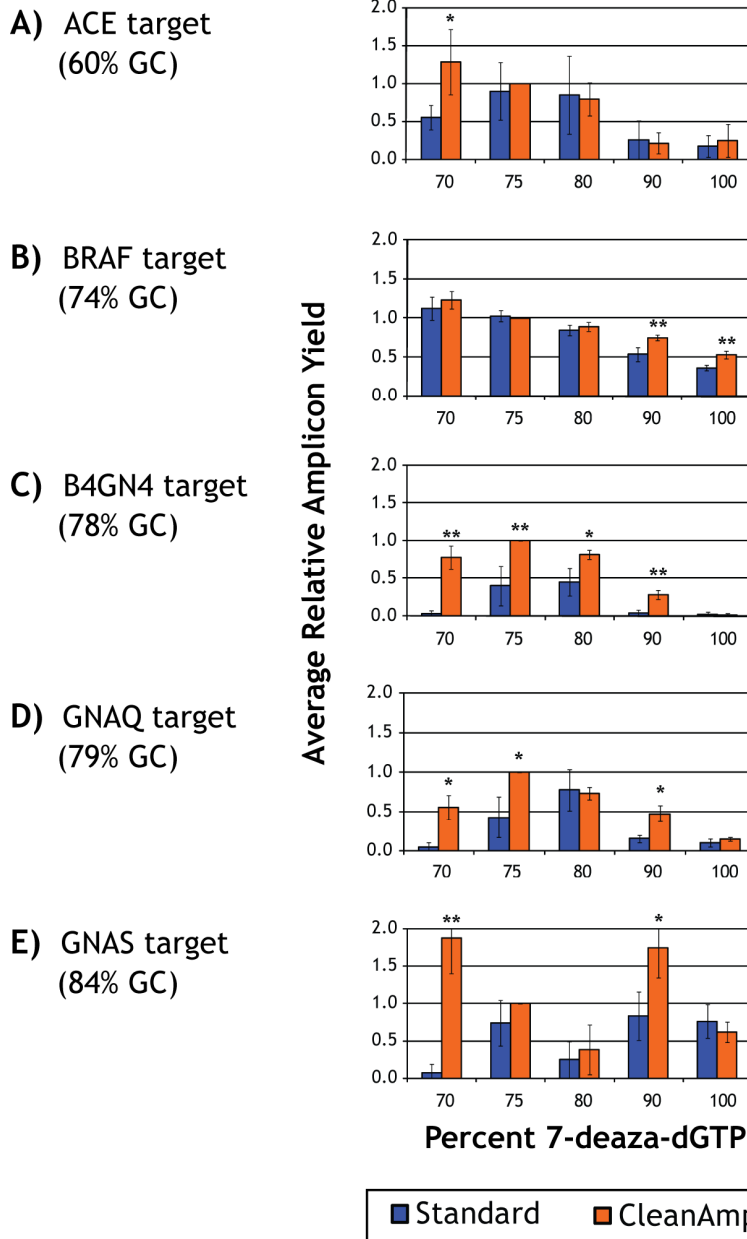 A) ACE target
(60% GC)
2.0
1.5
1.0
0.5
0.0
*
70 75 80 90 100
B) BRAF target
(74% GC)
2.0
1.5
1.0
0.5
0.0
** **
70 75 80 90 100
C) B4GN4 target
(78% GC)
2.0
1.5
1.0
0.5
0.0
** ** * **
70 75 80 90 100
D) GNAQ target
(79% GC)
2.0
1.5
1.0
0.5
0.0
* * *
70 75 80 90 100
E) GNAS target
(84% GC)
2.0
1.5
1.0
0.5
0.0
** *
70 75 80 90 100
Average Relative Amplicon Yield
Percent 7-deaza-dGTP
Standard CleanAmp